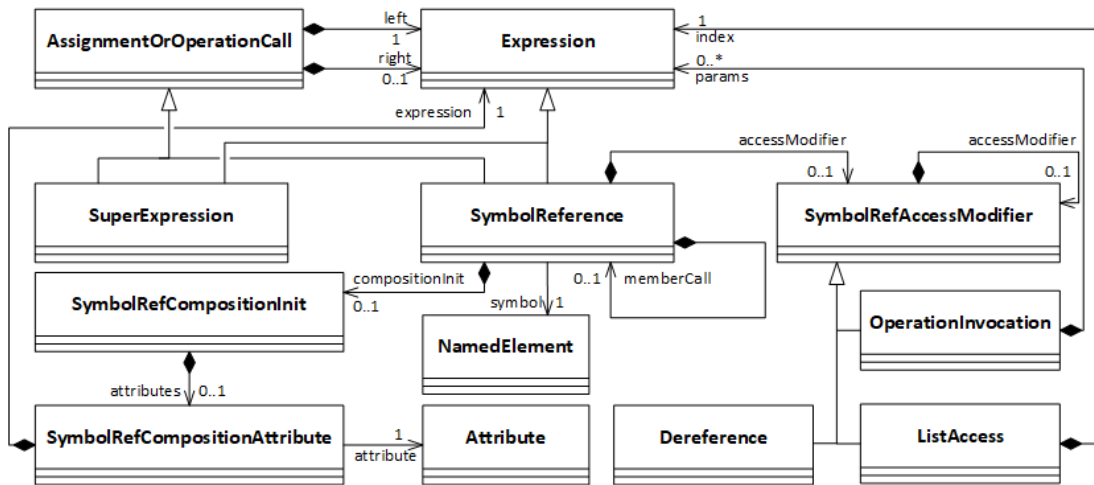 left
AssignmentOrOperationCall
1
Expression
1
index
right
0..1
0..*
params
expression
1
accessModifier
accessModifier
0..1
0..1
SuperExpression
SymbolReference
SymbolRefAccessModifier
compositionInit
0..1
memberCall
SymbolRefCompositionInit
0..1
symbol
1
OperationInvocation
NamedElement
attributes
0..1
SymbolRefCompositionAttribute
1
attribute
Attribute
Dereference
ListAccess